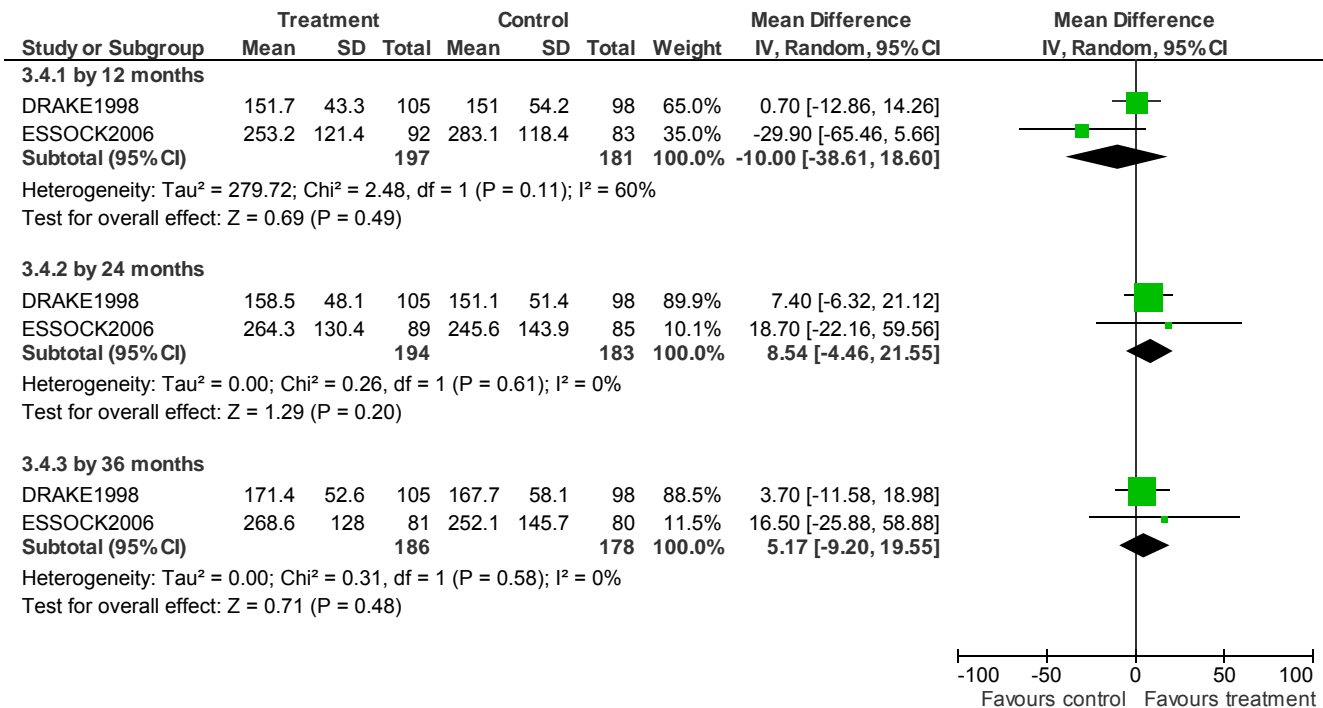 Treatment Control Mean Difference Mean Difference
Study or Subgroup Mean SD Total Mean SD Total Weight IV, Random, 95% CI IV, Random, 95% CI
3.4.1 by 12 months
DRAKE1998 151.7 43.3 105 151 54.2 98 65.0% 0.70 [-12.86, 14.26]
ESSOCK2006 253.2 121.4 92 283.1 118.4 83 35.0% -29.90 [-65.46, 5.66]
Subtotal (95% CI) 197 181 100.0% -10.00 [-38.61, 18.60]
Heterogeneity: Tau² = 279.72; Chi² = 2.48, df = 1 (P = 0.11); I² = 60%
Test for overall effect: Z = 0.69 (P = 0.49)
3.4.2 by 24 months
DRAKE1998 158.5 48.1 105 151.1 51.4 98 89.9% 7.40 [-6.32, 21.12]
ESSOCK2006 264.3 130.4 89 245.6 143.9 85 10.1% 18.70 [-22.16, 59.56]
Subtotal (95% CI) 194 183 100.0% 8.54 [-4.46, 21.55]
Heterogeneity: Tau² = 0.00; Chi² = 0.26, df = 1 (P = 0.61); I² = 0%
Test for overall effect: Z = 1.29 (P = 0.20)
3.4.3 by 36 months
DRAKE1998 171.4 52.6 105 167.7 58.1 98 88.5% 3.70 [-11.58, 18.98]
ESSOCK2006 268.6 128 81 252.1 145.7 80 11.5% 16.50 [-25.88, 58.88]
Subtotal (95% CI) 186 178 100.0% 5.17 [-9.20, 19.55]
Heterogeneity: Tau² = 0.00; Chi² = 0.31, df = 1 (P = 0.58); I² = 0%
Test for overall effect: Z = 0.71 (P = 0.48)
-100 -50 0 50 100
Favours control Favours treatment